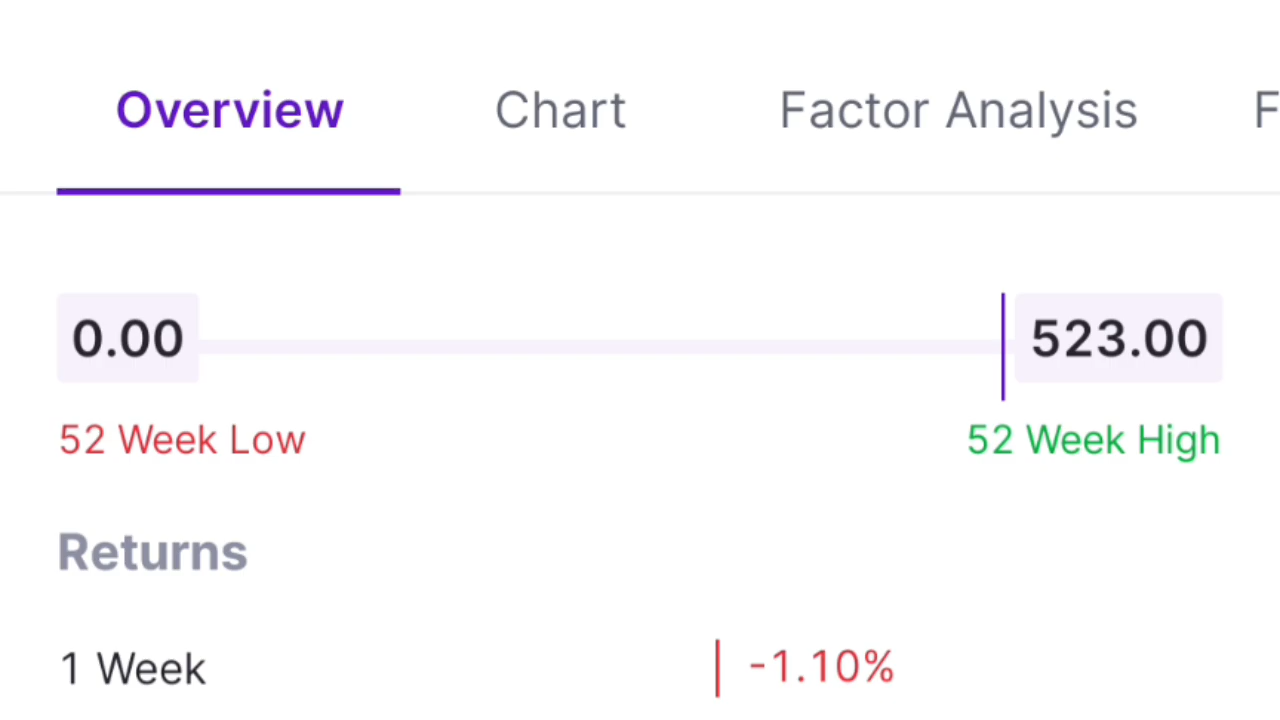 Overview Chart Factor Analysis F
0.00 523.00
52 Week Low 52 Week High
Returns
1 Week -1.10%